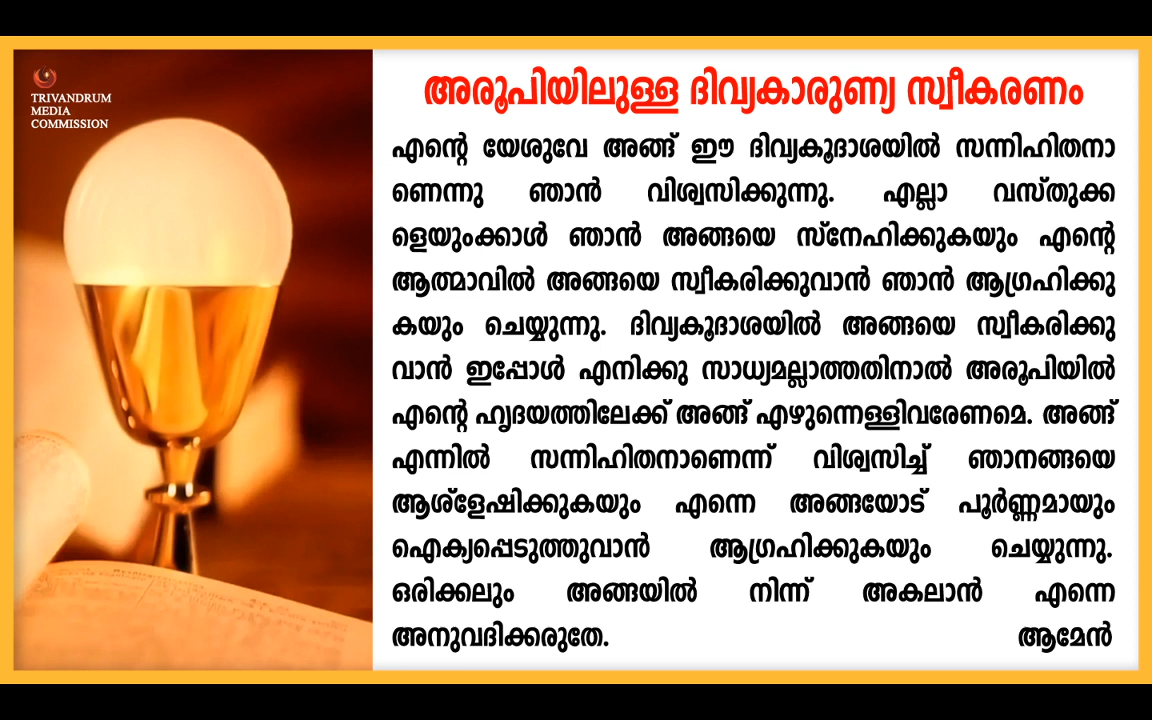 TRIVANDRUM
MEDIA
COMMISSION
അരൂപിയിലുള്ള ദിവ്യകാരുണ്യ സ്വീകരണം
എന്റെ യേശുവേ അങ്ങ് ഈ ദിവ്യകൂദാശയിൽ സന്നിഹിതനാ
ണെന്നു ഞാൻ വിശ്വസിക്കുന്നു. എല്ലാ വസ്തുക്ക
ളെയുംക്കാൾ ഞാൻ അങ്ങയെ സ്നേഹിക്കുകയും എന്റെ
ആത്മാവിൽ അങ്ങയെ സ്വീകരിക്കുവാൻ ഞാൻ ആഗ്രഹിക്കു
കയും ചെയ്യുന്നു. ദിവ്യകൂദാശയിൽ അങ്ങയെ സ്വീകരിക്കു
വാൻ ഇപ്പോൾ എനിക്കു സാധ്യമല്ലാത്തതിനാൽ അരൂപിയിൽ
എന്റെ ഹൃദയത്തിലേക്ക് അങ്ങ് എഴുന്നെള്ളിവരേണമെ. അങ്ങ്
എന്നിൽ സന്നിഹിതനാണെന്ന് വിശ്വസിച്ച് ഞാനങ്ങയെ
ആശ്ളേഷിക്കുകയും എന്നെ അങ്ങയോട് പൂർണ്ണമായും
ഐക്യപ്പെടുത്തുവാൻ ആഗ്രഹിക്കുകയും ചെയ്യുന്നു.
ഒരിക്കലും അങ്ങയിൽ നിന്ന് അകലാൻ എന്നെ
അനുവദിക്കരുതേ. ആമേൻ